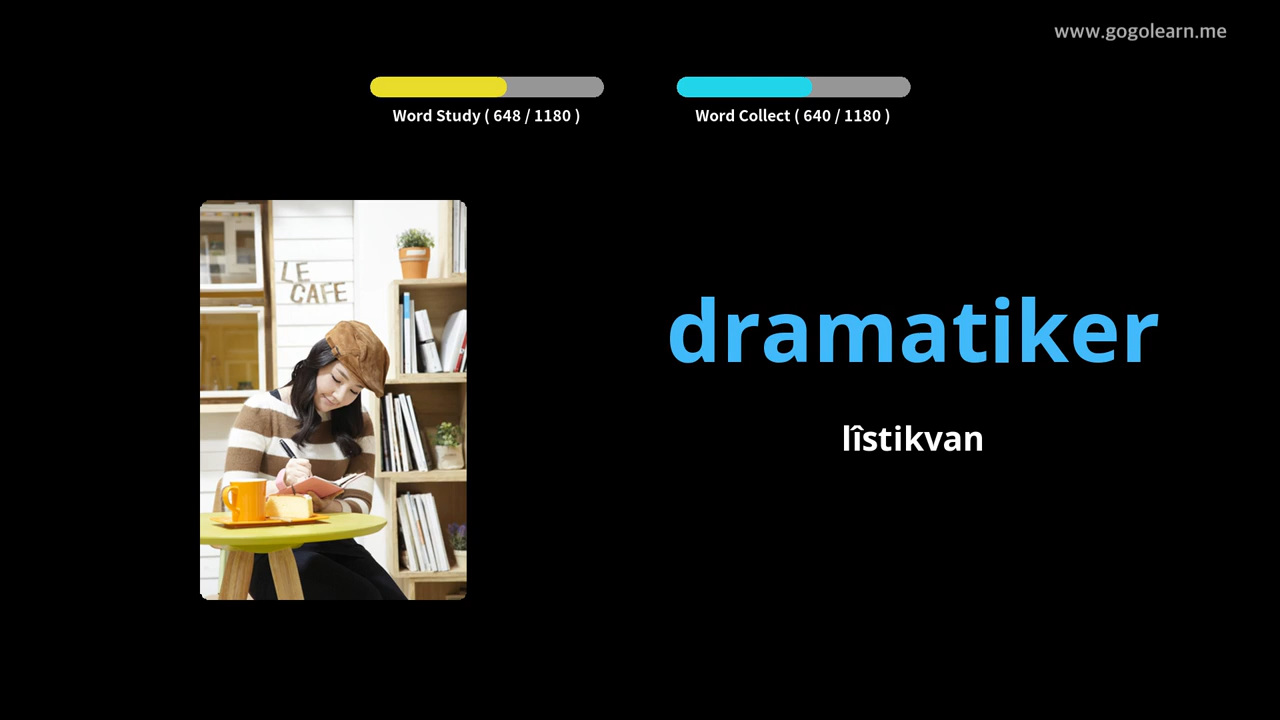 www.gogolearn.me
Word Study ( 648 / 1180 )
Word Collect ( 640 / 1180 )
LE
CAFE
dramatiker
lîstikvan